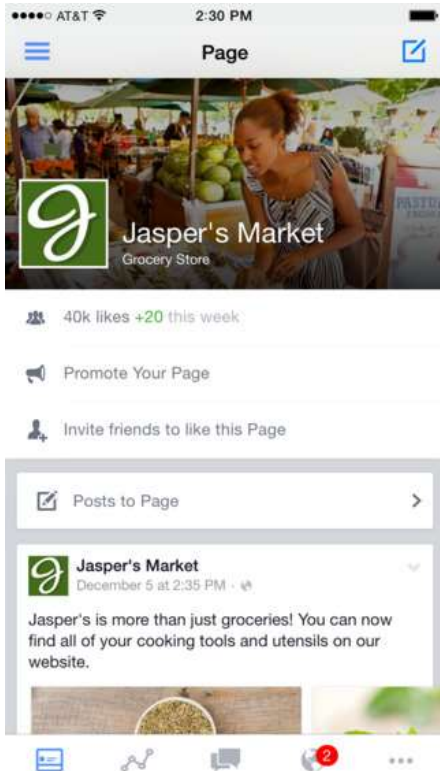 AT&T 2:30 PM
Page
PASTURE
Jasper's Market
Grocery Store
40k likes +20 this week
Promote Your Page
Invite friends to like this Page
Posts to Page
Jasper's Market
December 5 at 2:35 PM ·
Jasper's is more than just groceries! You can now
find all of your cooking tools and utensils on our
website.
2